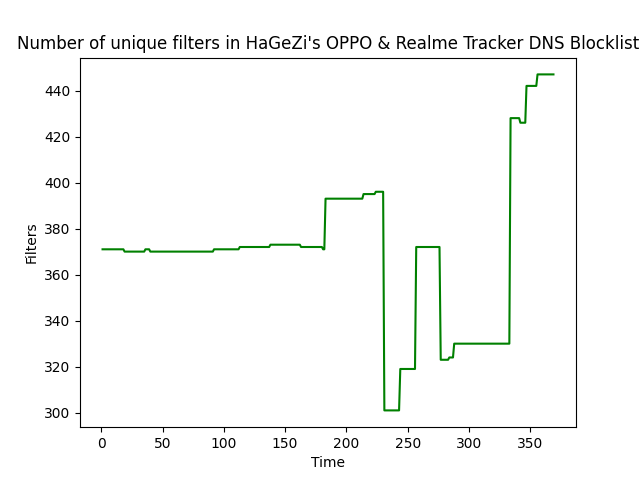 Number of unique filters in HaGeZi's OPPO & Realme Tracker DNS Blocklist
440
420
400
380
360
340
320
300
Filters
0 50 100 150 200 250 300 350
Time